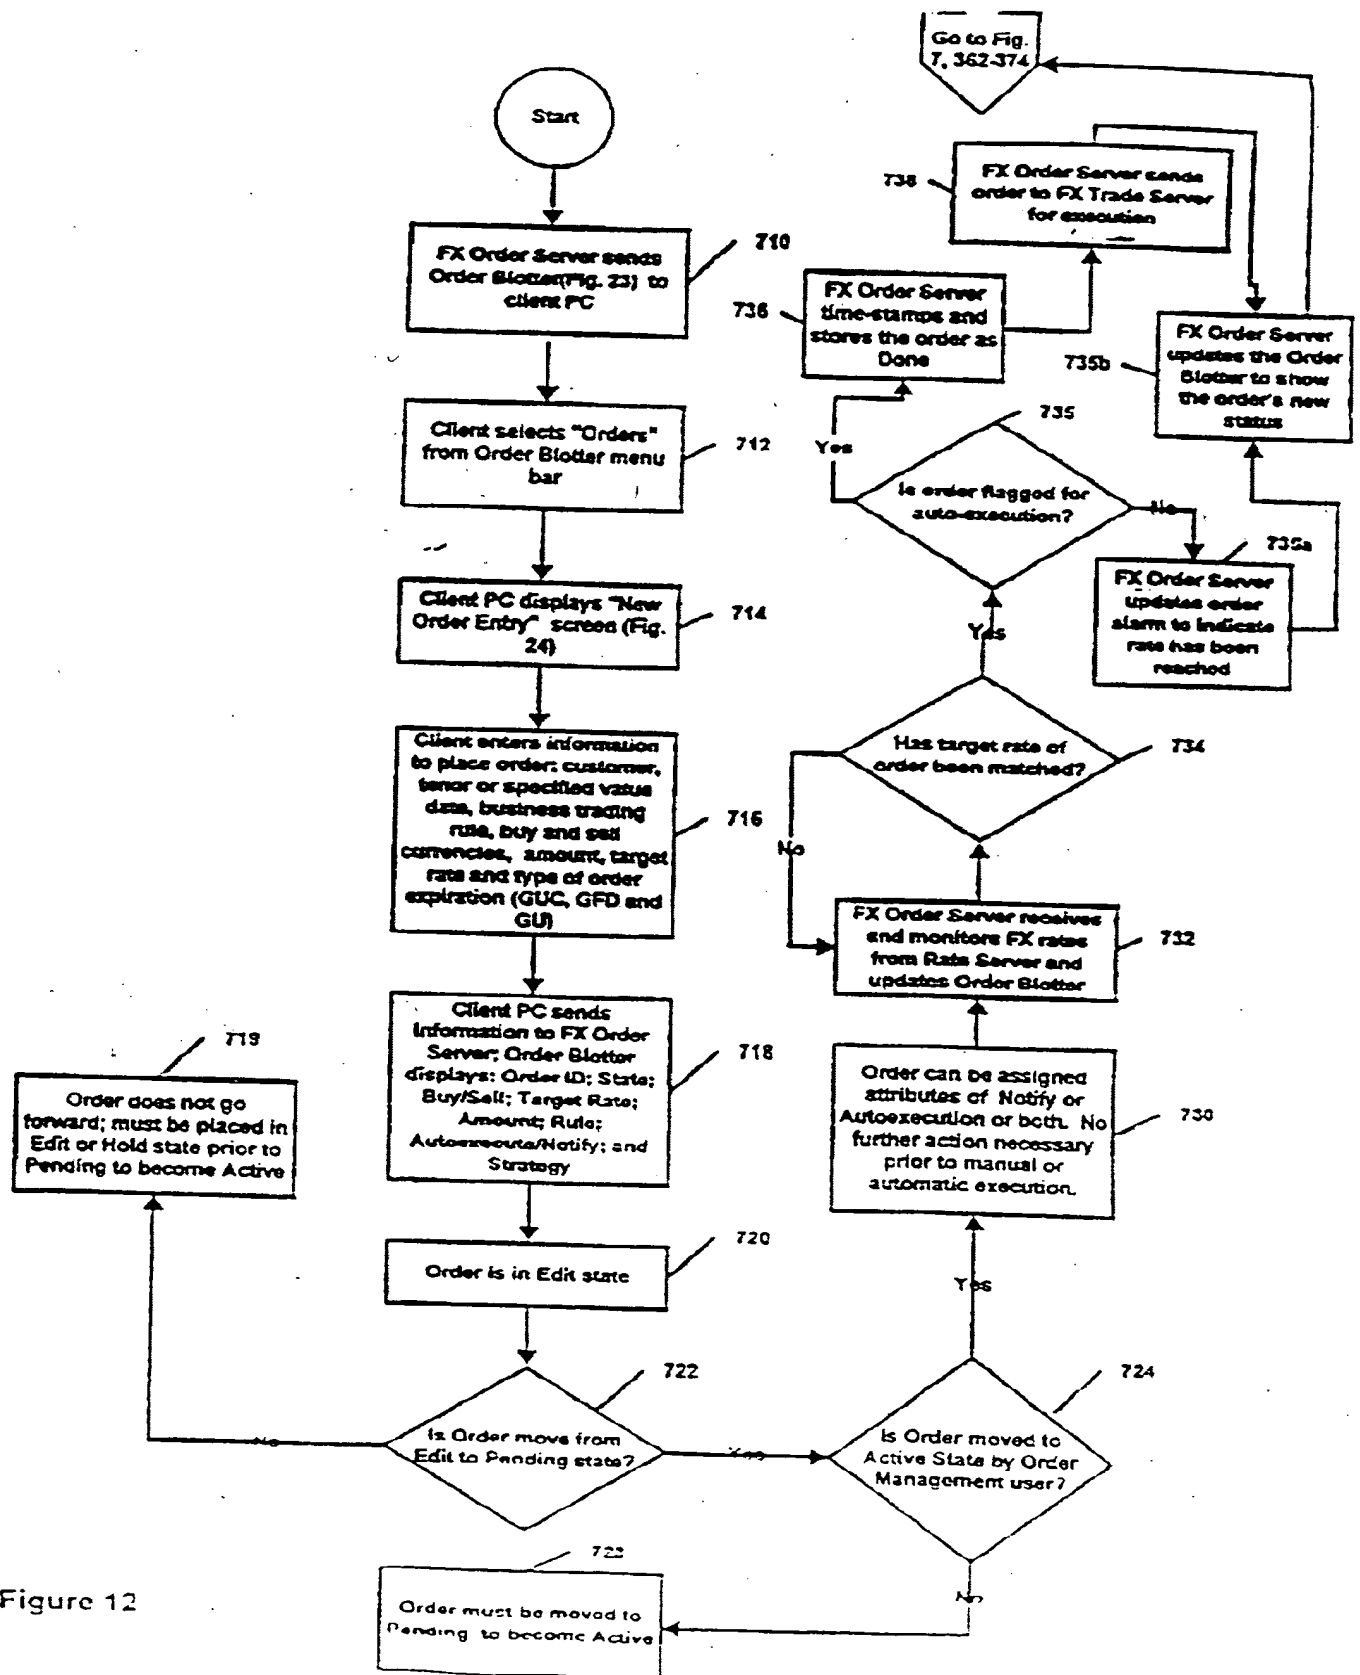 Start
FX Order Server sends
Order Blotter(Fig. 23) to
client PC
710
Client selects "Orders"
from Order Blotter menu
bar
712
Client PC displays "New
Order Entry" screen (Fig.
24)
714
Client enters information
to place order: customer,
tenor or specified value
date, business trading
rule, buy and sell
currencies, amount, target
rate and type of order
expiration (GUC, GFD and
GU)
716
Client PC sends
Information to FX Order
Server; Order Blotter
displays: Order ID; State;
Buy/Sell; Target Rate;
Amount; Rule;
Autoexecute/Notify; and
Strategy
718
719
Order does not go
forward; must be placed in
Edit or Hold state prior to
Pending to become Active
Order is in Edit state
720
Is Order move from
Edit to Pending state?
722
No
Yes
Is Order moved to
Active State by Order
Management user?
724
No
Order must be moved to
Pending to become Active
Yes
Order can be assigned
attributes of Notify or
Autoexecution or both. No
further action necessary
prior to manual or
automatic execution.
730
FX Order Server receives
and monitors FX rates
from Rate Server and
updates Order Blotter
732
Has target rate of
order been matched?
734
No
Yes
Is order flagged for
auto-execution?
735
Yes
No
FX Order Server
updates order
alarm to indicate
rate has been
reached
735a
FX Order Server
updates the Order
Blotter to show
the order's new
status
735b
FX Order Server
time-stamps and
stores the order as
Done
736
FX Order Server sends
order to FX Trade Server
for execution
738
Go to Fig.
7, 362-374
Figure 12